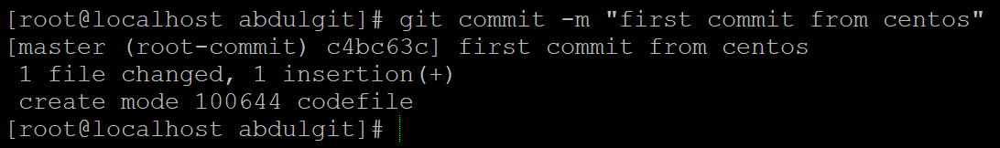 [root@localhost abdulgit]# git commit -m "first commit from centos"
[master (root-commit) c4bc63c] first commit from centos
 1 file changed, 1 insertion(+)
 create mode 100644 codefile
[root@localhost abdulgit]#